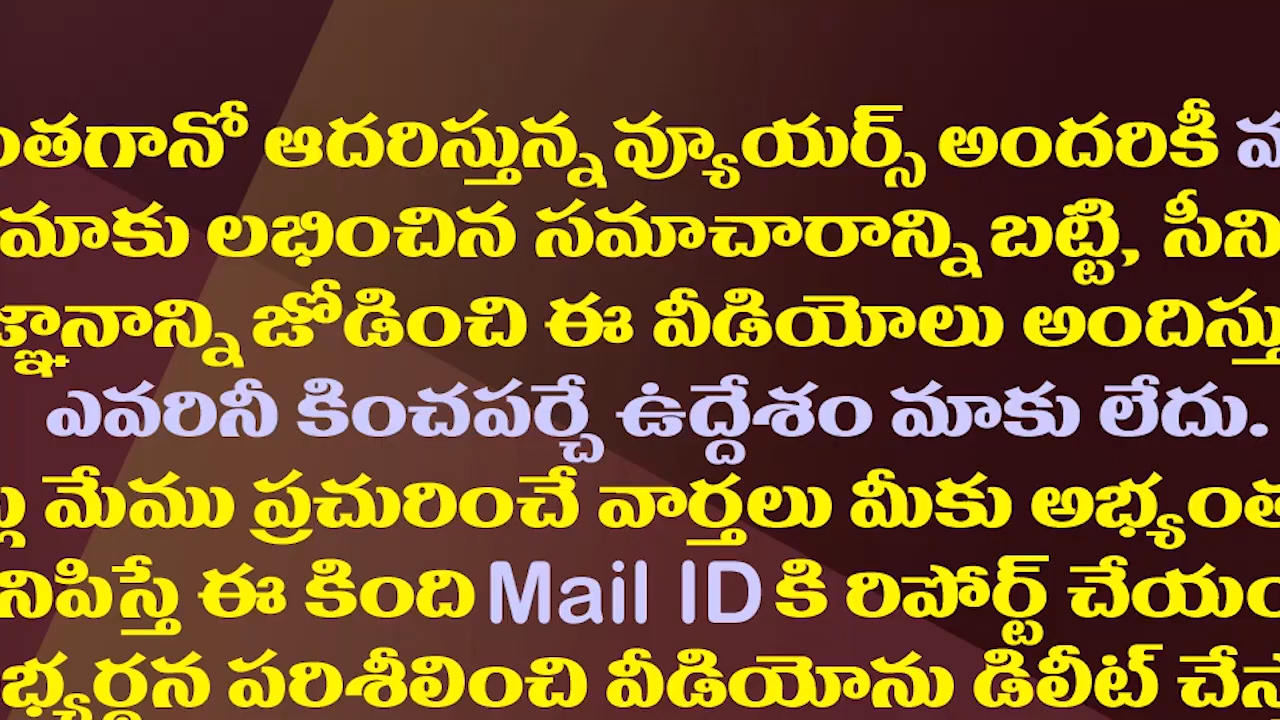 ంతగానో ఆదరిస్తున్న వ్యూయర్స్ అందరికీ
మాకు లభించిన సమాచారాన్ని బట్టి, సీని
జ్ఞానాన్ని జోడించి ఈ వీడియోలు అందిస్తు
ఎవరినీ కించపర్చే ఉద్దేశం మాకు లేదు.
మేము ప్రచురించే వార్తలు మీకు అభ్యంత
నిపిస్తే ఈ కింది Mail ID కి రిపోర్ట్ చేయం
భ్యర్థన పరిశీలించి వీడియోను డిలీట్ చేస